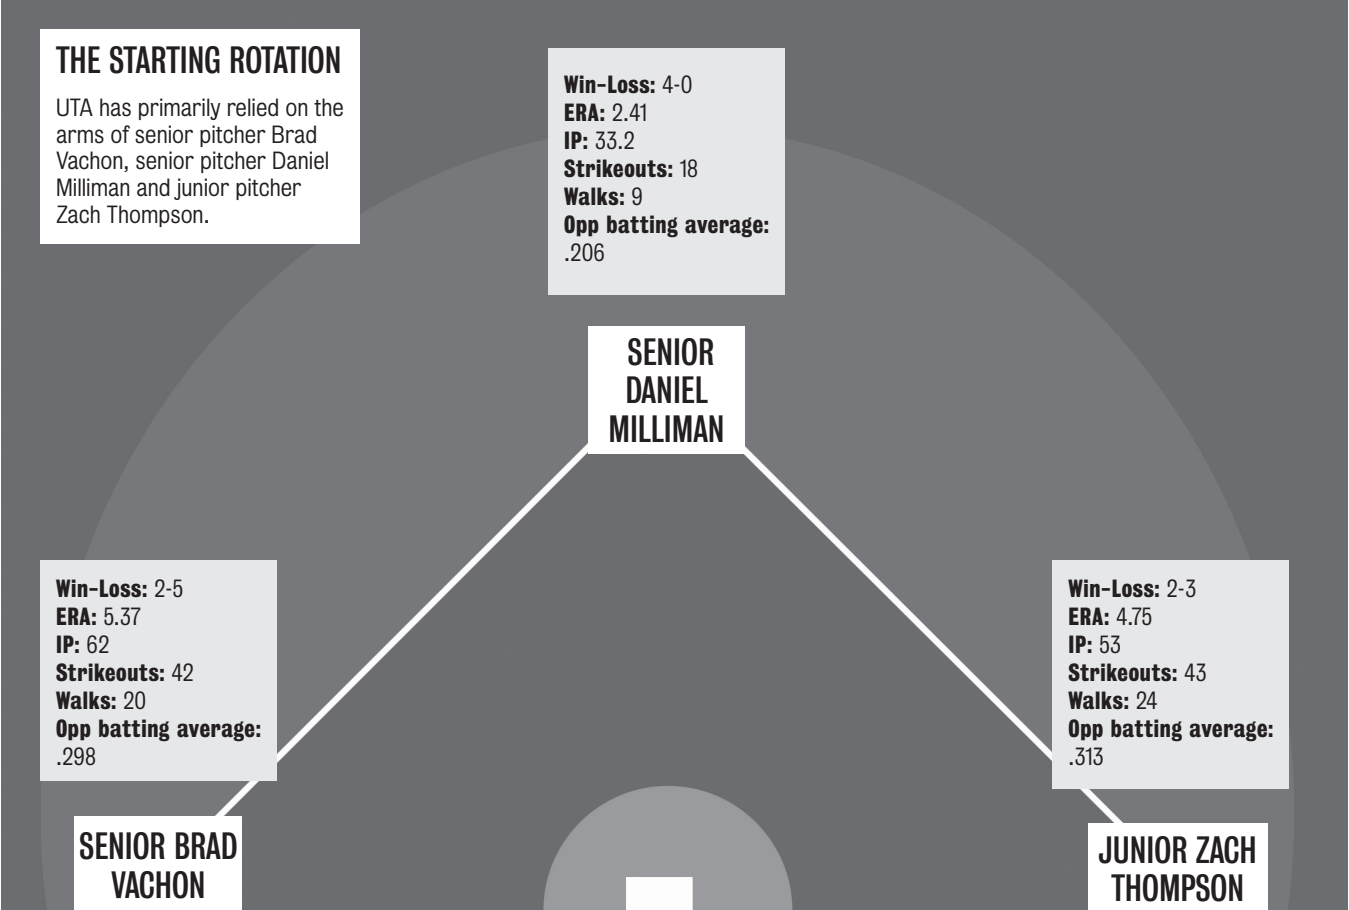 THE STARTING ROTATION
UTA has primarily relied on the
arms of senior pitcher Brad
Vachon, senior pitcher Daniel
Milliman and junior pitcher
Zach Thompson.
Win-Loss: 4-0
ERA: 2.41
IP: 33.2
Strikeouts: 18
Walks: 9
Opp batting average:
.206
SENIOR
DANIEL
MILLIMAN
Win-Loss: 2-5
ERA: 5.37
IP: 62
Strikeouts: 42
Walks: 20
Opp batting average:
.298
SENIOR BRAD
VACHON
Win-Loss: 2-3
ERA: 4.75
IP: 53
Strikeouts: 43
Walks: 24
Opp batting average:
.313
JUNIOR ZACH
THOMPSON